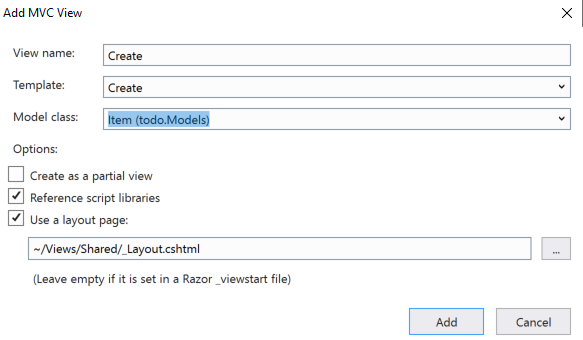 Add MVC View
View name: Create
Template: Create
Model class: Item (todo.Models)
Options:
Create as a partial view
Reference script libraries
Use a layout page:
~/Views/Shared/_Layout.cshtml ...
(Leave empty if it is set in a Razor _viewstart file)
Add Cancel